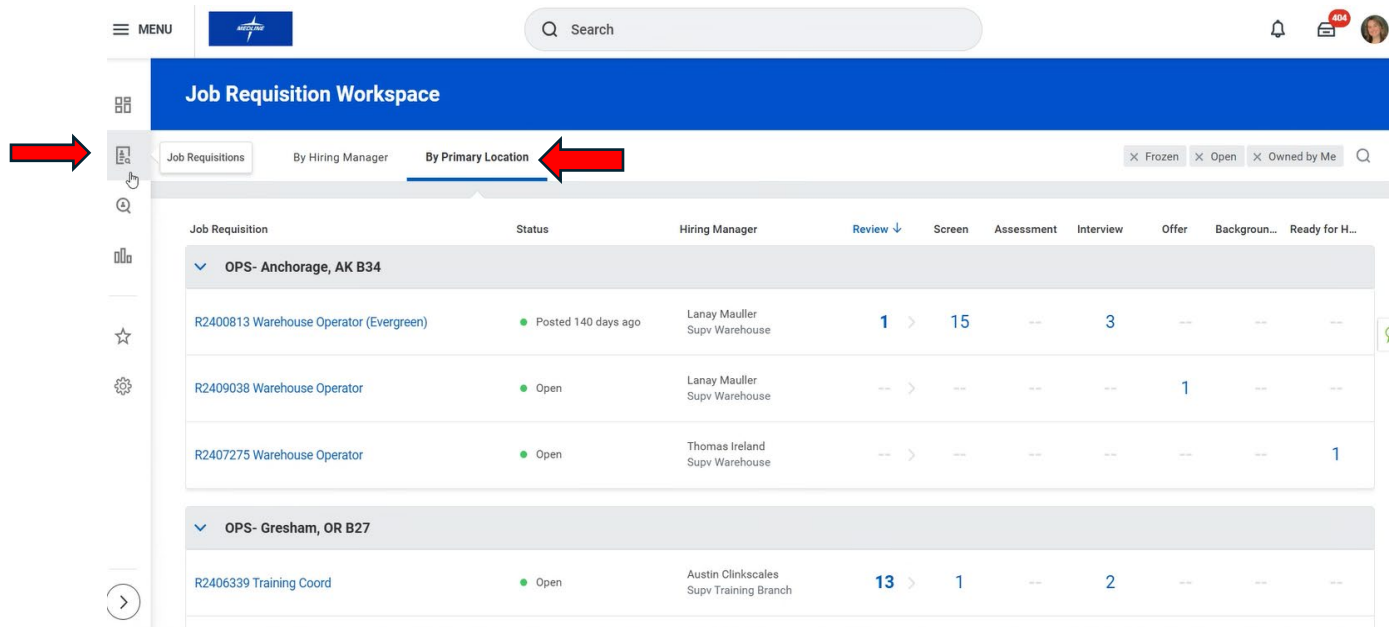 MENU
MEDLINE
Search
404
Job Requisition Workspace
Job Requisitions
By Hiring Manager
By Primary Location
Frozen
Open
Owned by Me
Job Requisition Status Hiring Manager Review Screen Assessment Interview Offer Backgroun... Ready for H...
OPS- Anchorage, AK B34
R2400813 Warehouse Operator (Evergreen) Posted 140 days ago Lanay Mauller 1 15 -- 3 -- -- --
Supv Warehouse
R2409038 Warehouse Operator Open Lanay Mauller -- -- -- -- 1 -- --
Supv Warehouse
R2407275 Warehouse Operator Open Thomas Ireland -- -- -- -- -- -- 1
Supv Warehouse
OPS- Gresham, OR B27
R2406339 Training Coord Open Austin Clinkscales 13 1 -- 2 -- -- --
Supv Training Branch